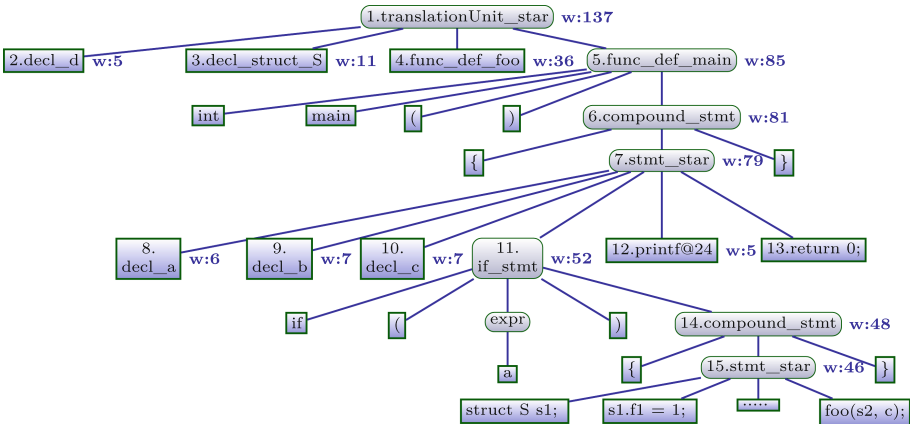 1.translationUnit_star w:137
2.decl_d w:5 3.decl_struct_S w:11 4.func_def_foo w:36 5.func_def_main w:85
int main ( ) 6.compound_stmt w:81
{ 7.stmt_star w:79 }
8. 9. 10. 11.
decl_a w:6 decl_b w:7 decl_c w:7 if_stmt w:52 12.printf@24 w:5 13.return 0;
if ( expr ) 14.compound_stmt w:48
a { 15.stmt_star w:46 }
struct S s1; s1.f1 = 1; ..... foo(s2, c);